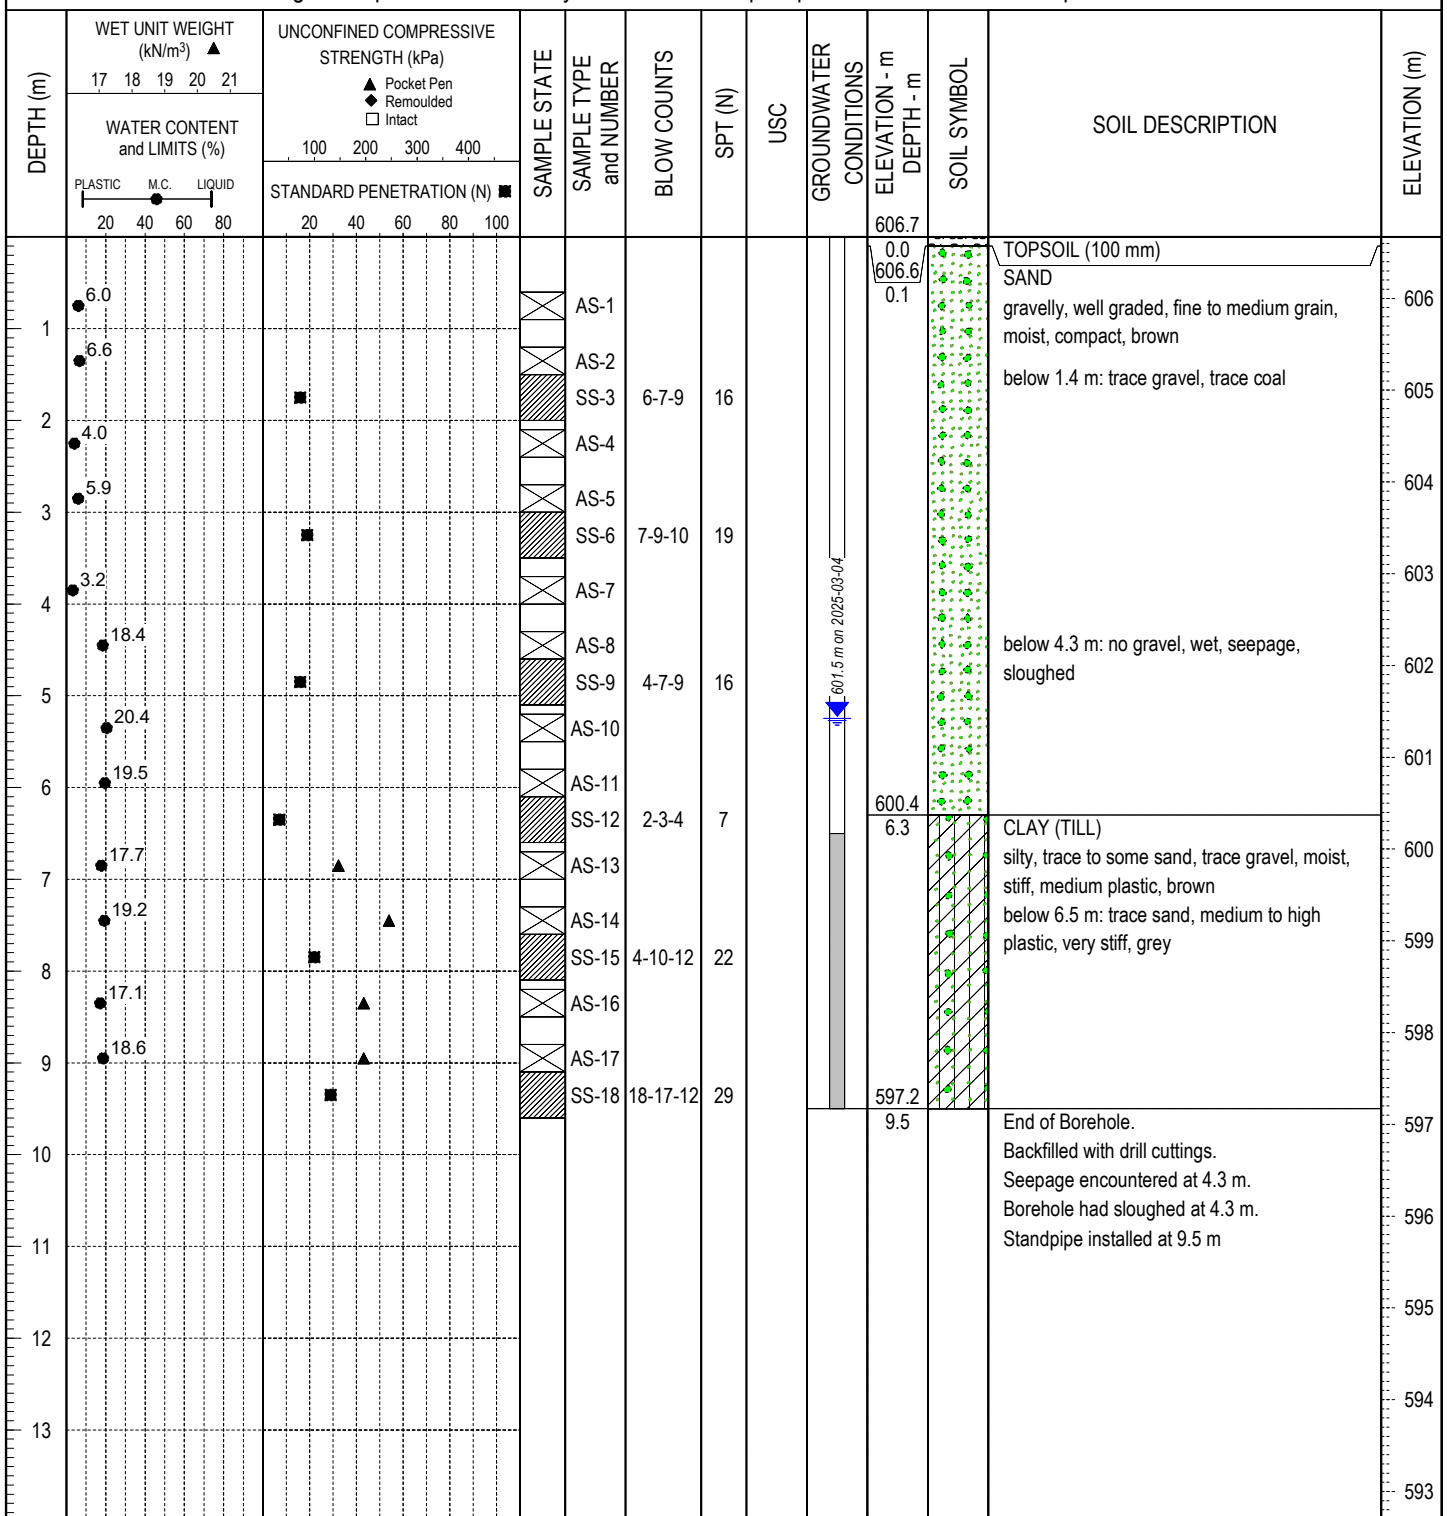 WET UNIT WEIGHT
(kN/m³)
17 18 19 20 21
WATER CONTENT
and LIMITS (%)
PLASTIC M.C. LIQUID
20 40 60 80
UNCONFINED COMPRESSIVE
STRENGTH (kPa)
Pocket Pen
Remoulded
Intact
100 200 300 400
STANDARD PENETRATION (N)
20 40 60 80 100
DEPTH (m)
SAMPLE STATE
SAMPLE TYPE
and NUMBER
BLOW COUNTS
SPT (N)
USC
GROUNDWATER
CONDITIONS
ELEVATION - m
DEPTH - m
SOIL SYMBOL
SOIL DESCRIPTION
ELEVATION (m)
606.7
0.0
606.6
0.1
TOPSOIL (100 mm)
SAND
gravelly, well graded, fine to medium grain,
moist, compact, brown
below 1.4 m: trace gravel, trace coal
below 4.3 m: no gravel, wet, seepage,
sloughed
600.4
6.3
CLAY (TILL)
silty, trace to some sand, trace gravel, moist,
stiff, medium plastic, brown
below 6.5 m: trace sand, medium to high
plastic, very stiff, grey
597.2
9.5
End of Borehole.
Backfilled with drill cuttings.
Seepage encountered at 4.3 m.
Borehole had sloughed at 4.3 m.
Standpipe installed at 9.5 m
601.5 m on 2025-03-04
6.0 AS-1
6.6 AS-2
SS-3 6-7-9 16
4.0 AS-4
5.9 AS-5
SS-6 7-9-10 19
3.2 AS-7
18.4 AS-8
SS-9 4-7-9 16
20.4 AS-10
19.5 AS-11
SS-12 2-3-4 7
17.7 AS-13
19.2 AS-14
SS-15 4-10-12 22
17.1 AS-16
18.6 AS-17
SS-18 18-17-12 29
1
2
3
4
5
6
7
8
9
10
11
12
13
606
605
604
603
602
601
600
599
598
597
596
595
594
593